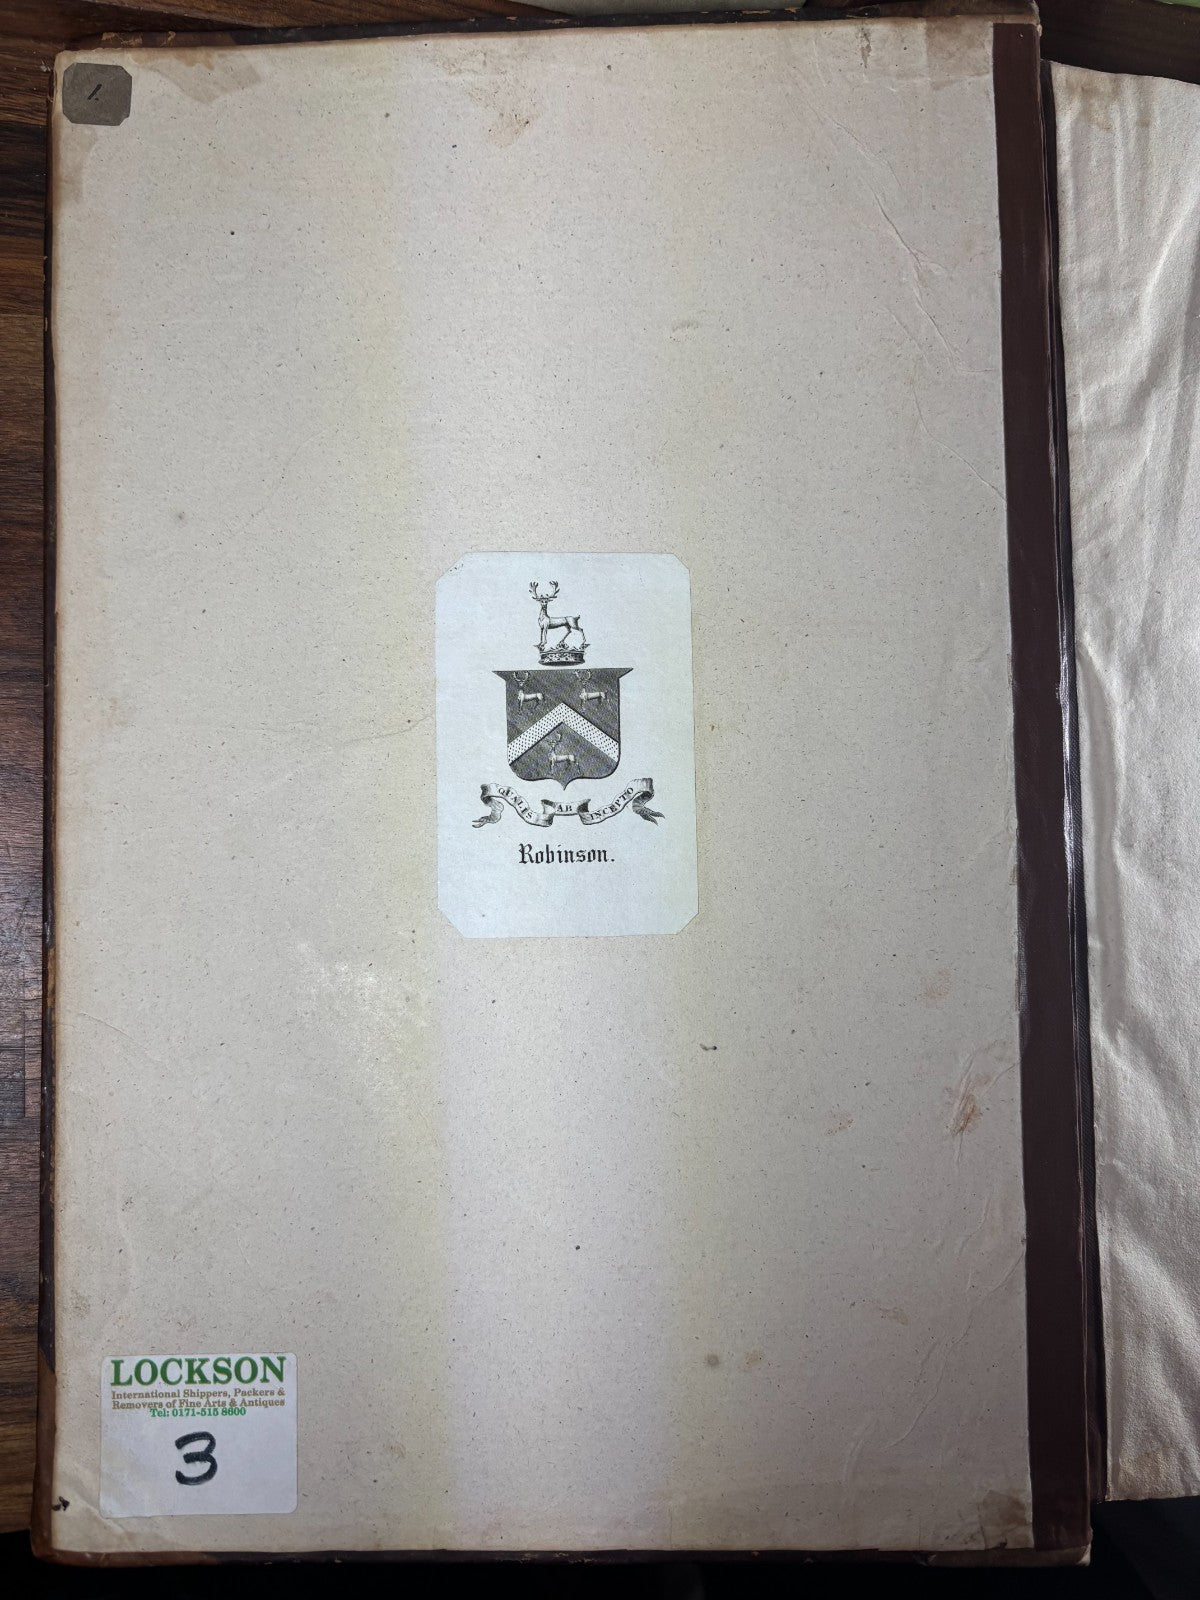 1.
QUALIS AB INCEPTO
Robinson.
LOCKSON
International Shippers, Packers &
Removers of Fine Arts & Antiques
Tel: 0171-515 8600
3